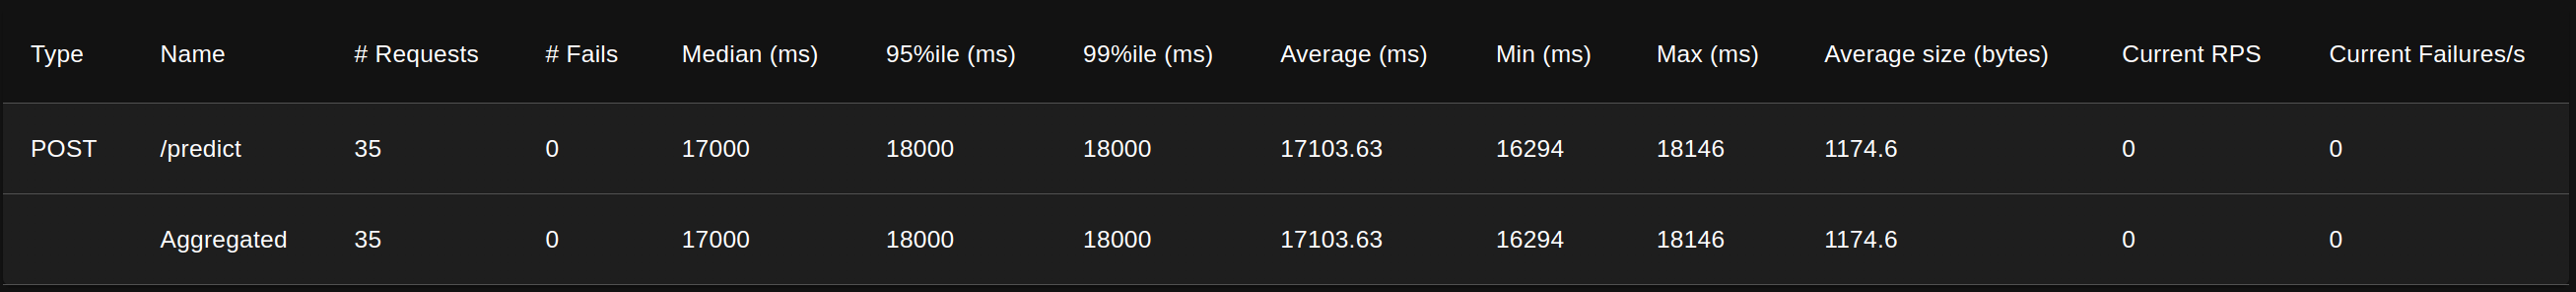 Type Name # Requests # Fails Median (ms) 95%ile (ms) 99%ile (ms) Average (ms) Min (ms) Max (ms) Average size (bytes) Current RPS Current Failures/s
POST /predict 35 0 17000 18000 18000 17103.63 16294 18146 1174.6 0 0
Aggregated 35 0 17000 18000 18000 17103.63 16294 18146 1174.6 0 0